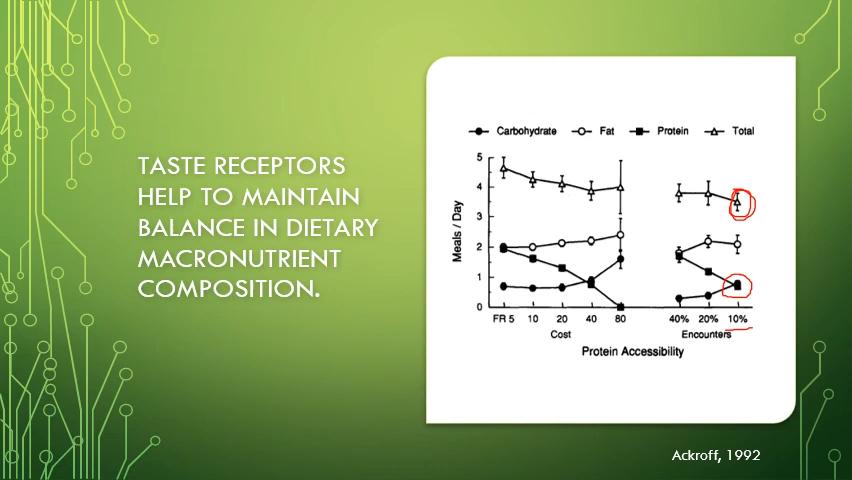 TASTE RECEPTORS
HELP TO MAINTAIN
BALANCE IN DIETARY
MACRONUTRIENT
COMPOSITION.
Carbohydrate Fat Protein Total
5
4
3
2
1
0
Meals / Day
FR 5 10 20 40 80 40% 20% 10%
Cost Encounters
Protein Accessibility
Ackroff, 1992